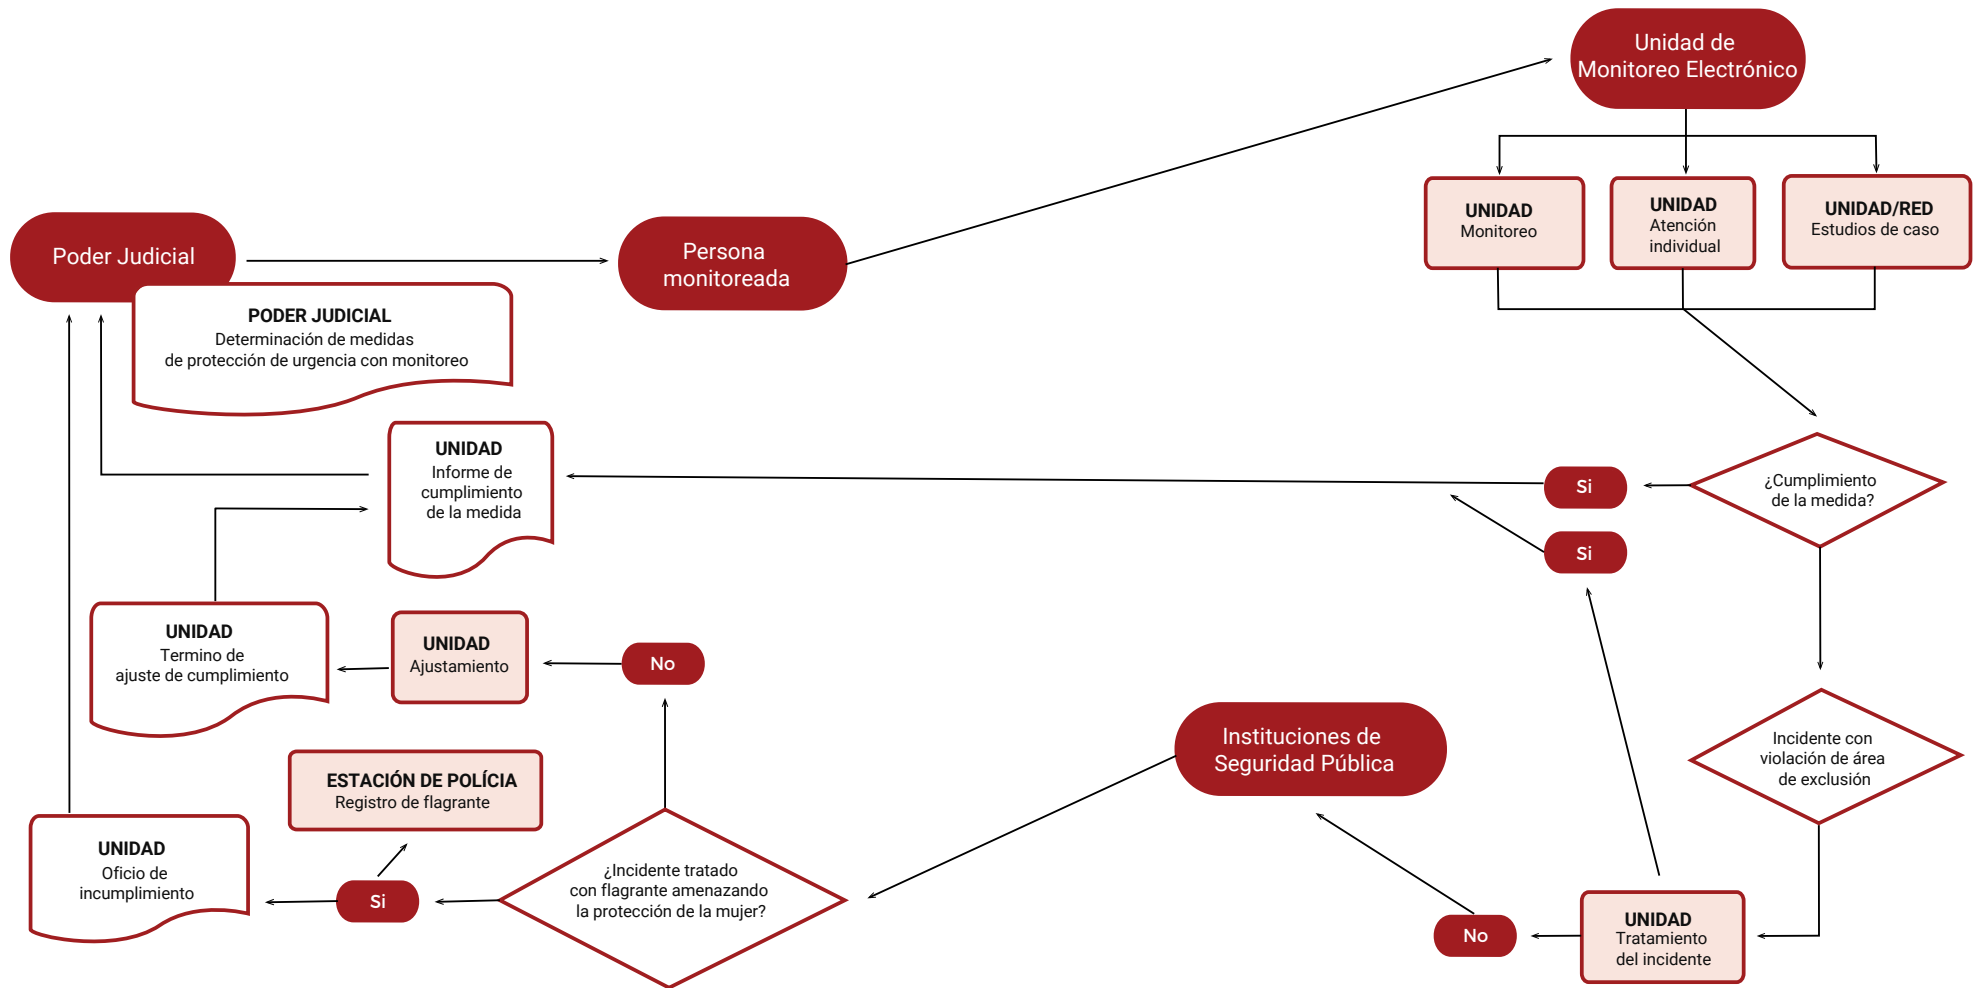 Unidad de
Monitoreo Electrónico
UNIDAD
Monitoreo
UNIDAD
Atención
individual
UNIDAD/RED
Estudios de caso
Poder Judicial
Persona
monitoreada
PODER JUDICIAL
Determinación de medidas
de protección de urgencia con monitoreo
UNIDAD
Informe de
cumplimiento
de la medida
Si
¿Cumplimiento
de la medida?
Si
UNIDAD
Termino de
ajuste de cumplimiento
UNIDAD
Ajustamiento
No
Instituciones de
Seguridad Pública
Incidente con
violación de área
de exclusión
ESTACIÓN DE POLÍCIA
Registro de flagrante
UNIDAD
Oficio de
incumplimiento
Si
¿Incidente tratado
con flagrante amenazando
la protección de la mujer?
No
UNIDAD
Tratamiento
del incidente